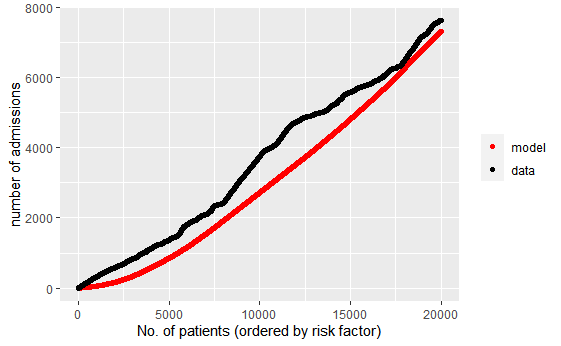 8000
6000
4000
2000
0
number of admissions
0 5000 10000 15000 20000
No. of patients (ordered by risk factor)
model
data